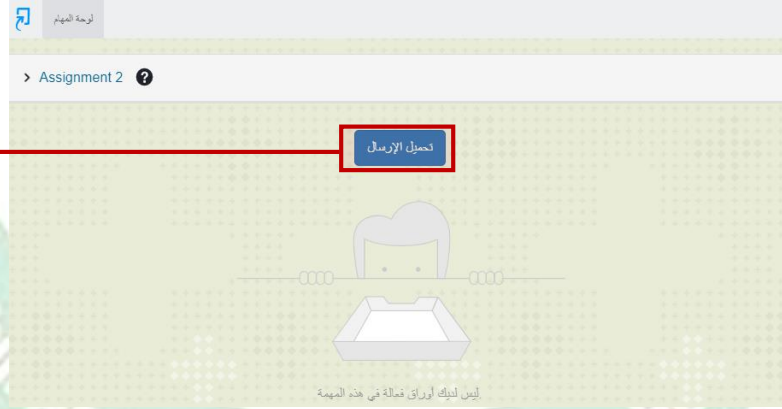 لوحة المهام
Assignment 2
تحميل الإرسال
ليس لديك أوراق فعالة في هذه المهمة